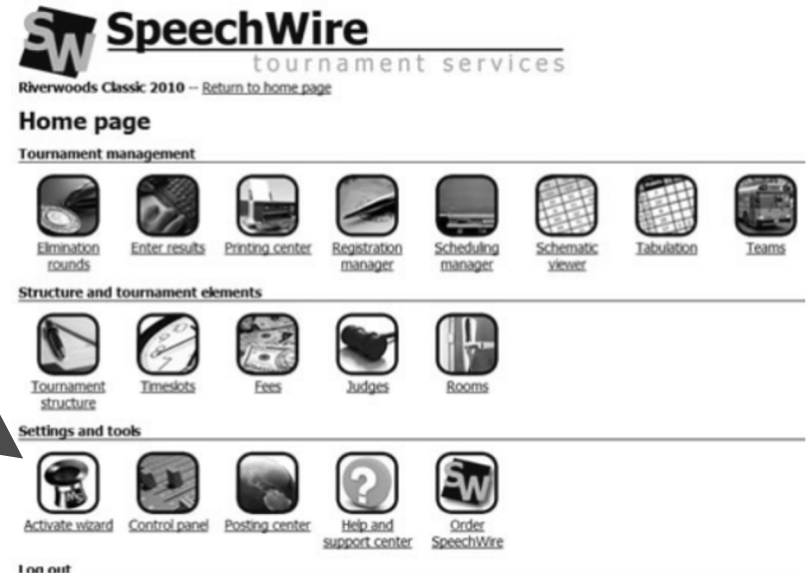 SW SpeechWire
tournament services
Riverwoods Classic 2010 -- Return to home page
Home page
Tournament management
Elimination rounds
Enter results
Printing center
Registration manager
Scheduling manager
Schematic viewer
Tabulation
Teams
Structure and tournament elements
Tournament structure
Timeslots
Fees
Judges
Rooms
Settings and tools
Activate wizard
Control panel
Posting center
?
Help and support center
SW
Order SpeechWire
Log out